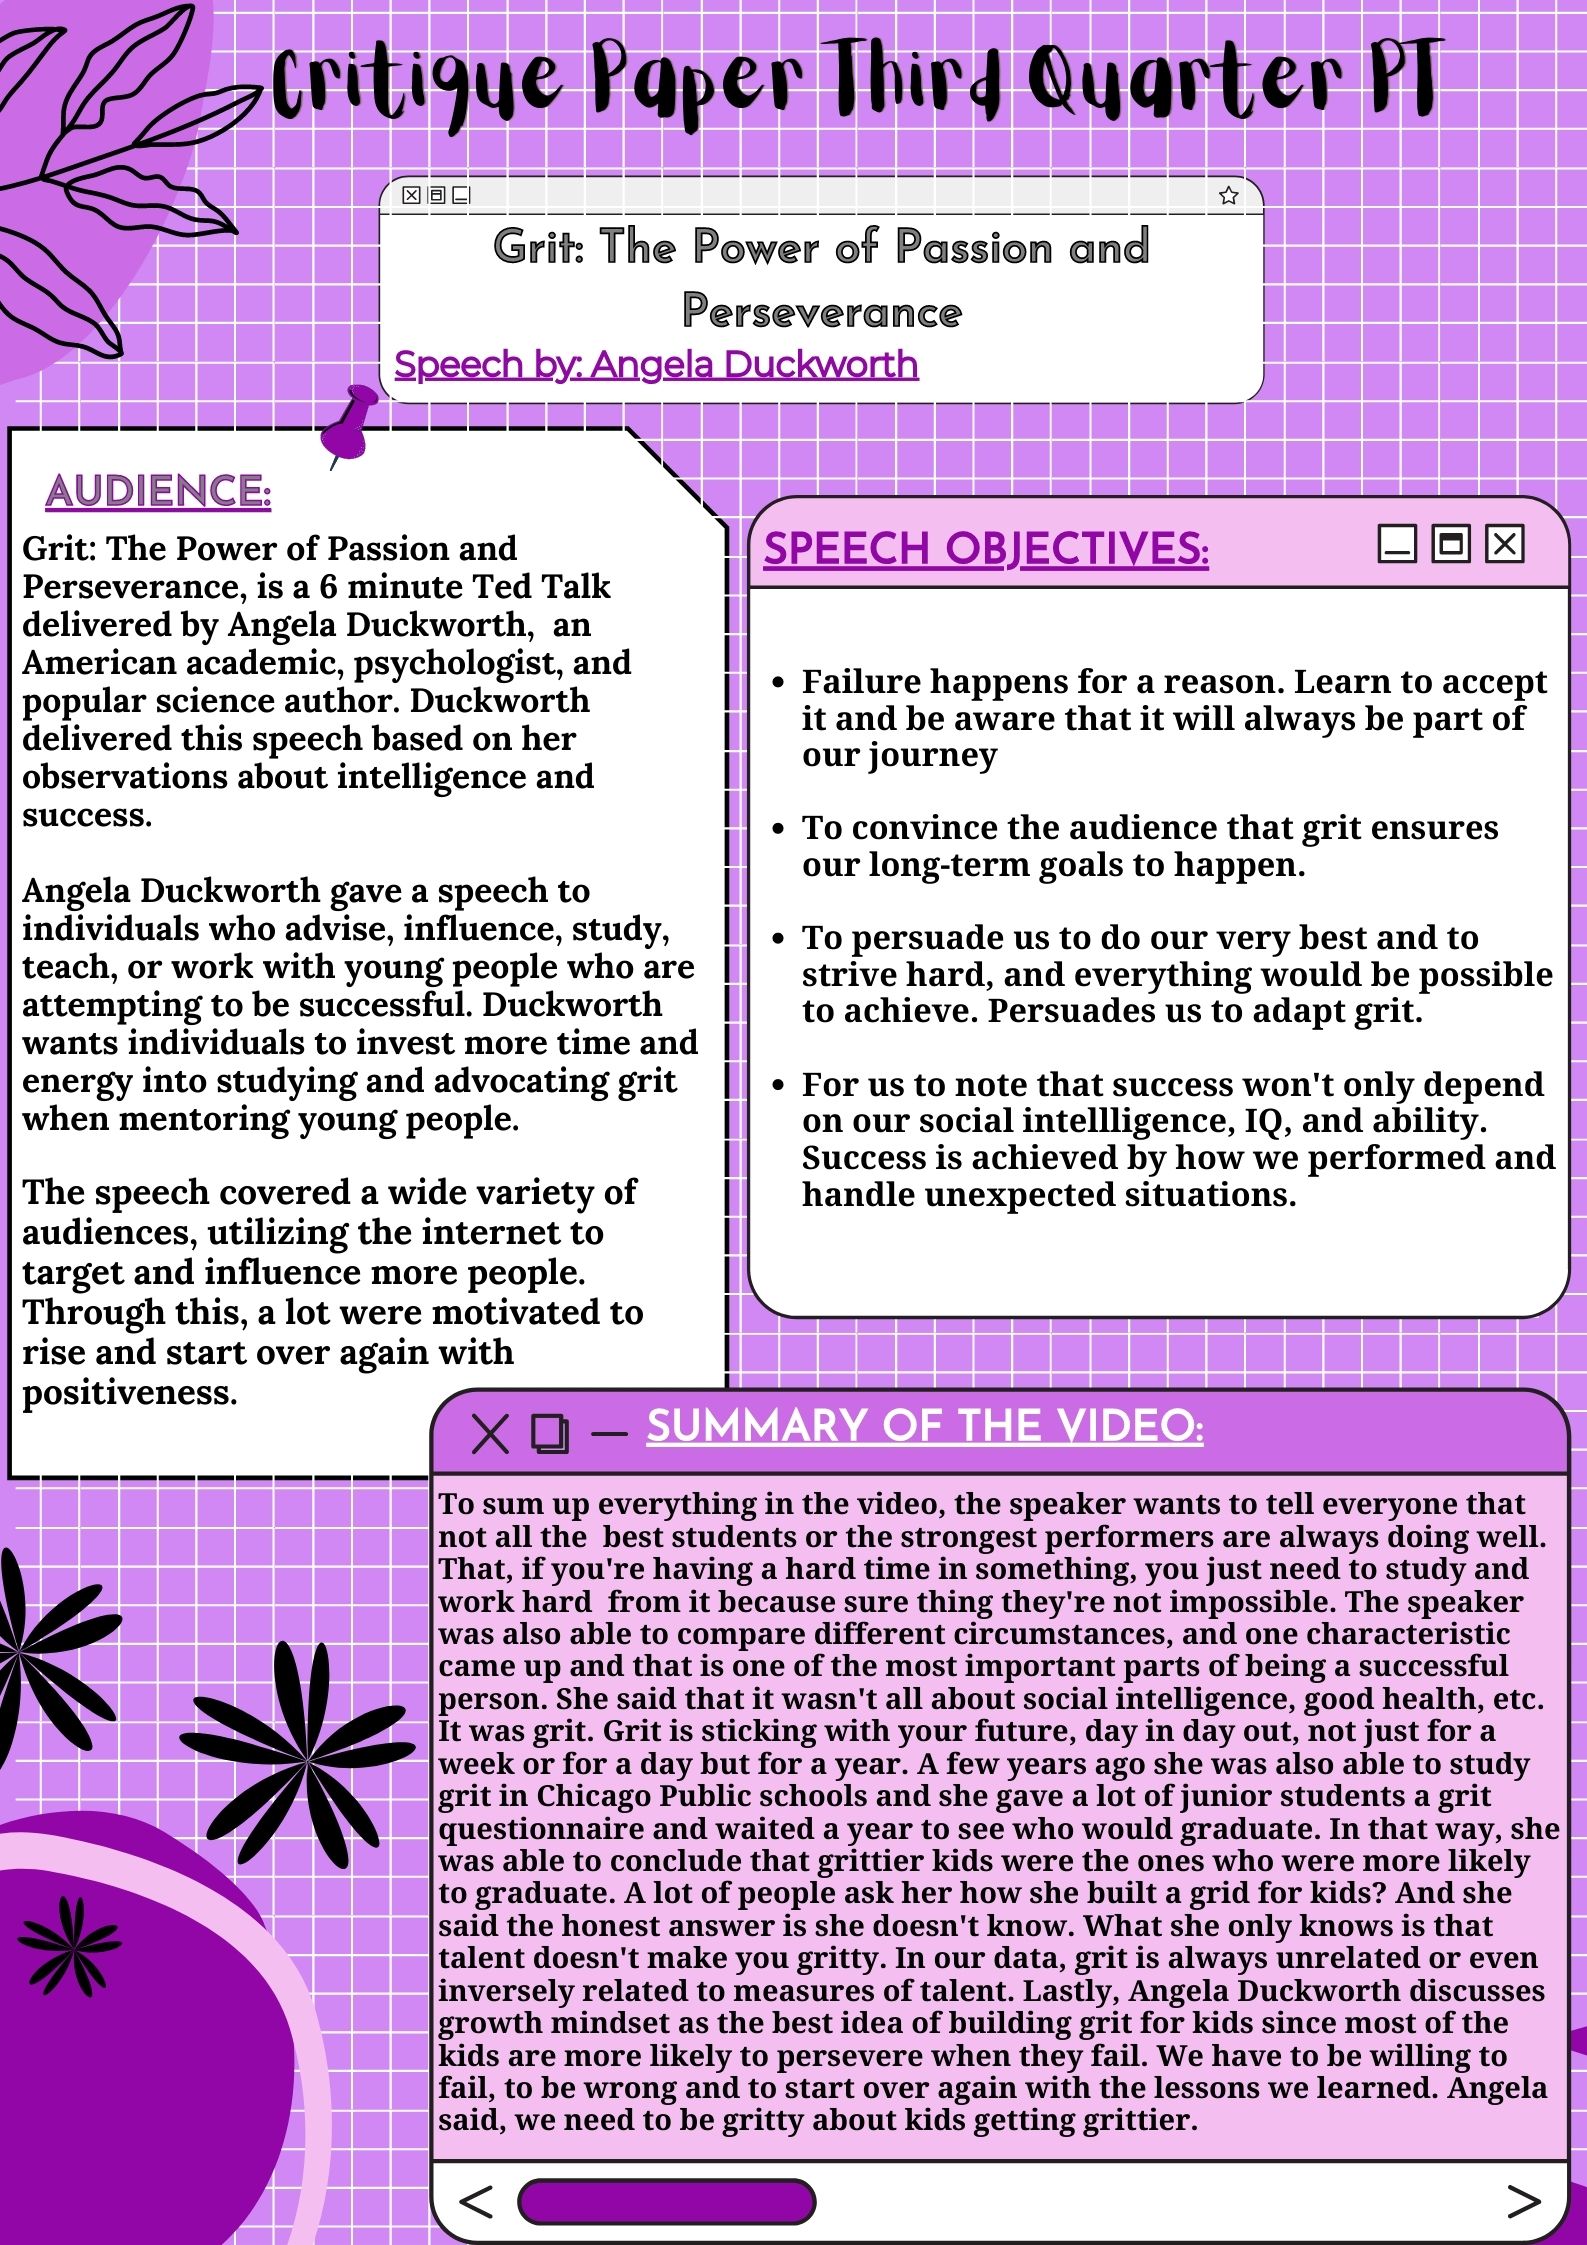 Critique Paper Third Quarter PT
Grit: The Power of Passion and
Perseverance
Speech by: Angela Duckworth
AUDIENCE:
Grit: The Power of Passion and
Perseverance, is a 6 minute Ted Talk
delivered by Angela Duckworth,  an
American academic, psychologist, and
popular science author. Duckworth
delivered this speech based on her
observations about intelligence and
success.
Angela Duckworth gave a speech to
individuals who advise, influence, study,
teach, or work with young people who are
attempting to be successful. Duckworth
wants individuals to invest more time and
energy into studying and advocating grit
when mentoring young people.
The speech covered a wide variety of
audiences, utilizing the internet to
target and influence more people.
Through this, a lot were motivated to
rise and start over again with
positiveness.
SPEECH OBJECTIVES:
• Failure happens for a reason. Learn to accept
it and be aware that it will always be part of
our journey
• To convince the audience that grit ensures
our long-term goals to happen.
• To persuade us to do our very best and to
strive hard, and everything would be possible
to achieve. Persuades us to adapt grit.
• For us to note that success won't only depend
on our social intellligence, IQ, and ability.
Success is achieved by how we performed and
handle unexpected situations.
SUMMARY OF THE VIDEO:
To sum up everything in the video, the speaker wants to tell everyone that
not all the  best students or the strongest performers are always doing well.
That, if you're having a hard time in something, you just need to study and
work hard  from it because sure thing they're not impossible. The speaker
was also able to compare different circumstances, and one characteristic
came up and that is one of the most important parts of being a successful
person. She said that it wasn't all about social intelligence, good health, etc.
It was grit. Grit is sticking with your future, day in day out, not just for a
week or for a day but for a year. A few years ago she was also able to study
grit in Chicago Public schools and she gave a lot of junior students a grit
questionnaire and waited a year to see who would graduate. In that way, she
was able to conclude that grittier kids were the ones who were more likely
to graduate. A lot of people ask her how she built a grid for kids? And she
said the honest answer is she doesn't know. What she only knows is that
talent doesn't make you gritty. In our data, grit is always unrelated or even
inversely related to measures of talent. Lastly, Angela Duckworth discusses
growth mindset as the best idea of building grit for kids since most of the
kids are more likely to persevere when they fail. We have to be willing to
fail, to be wrong and to start over again with the lessons we learned. Angela
said, we need to be gritty about kids getting grittier.